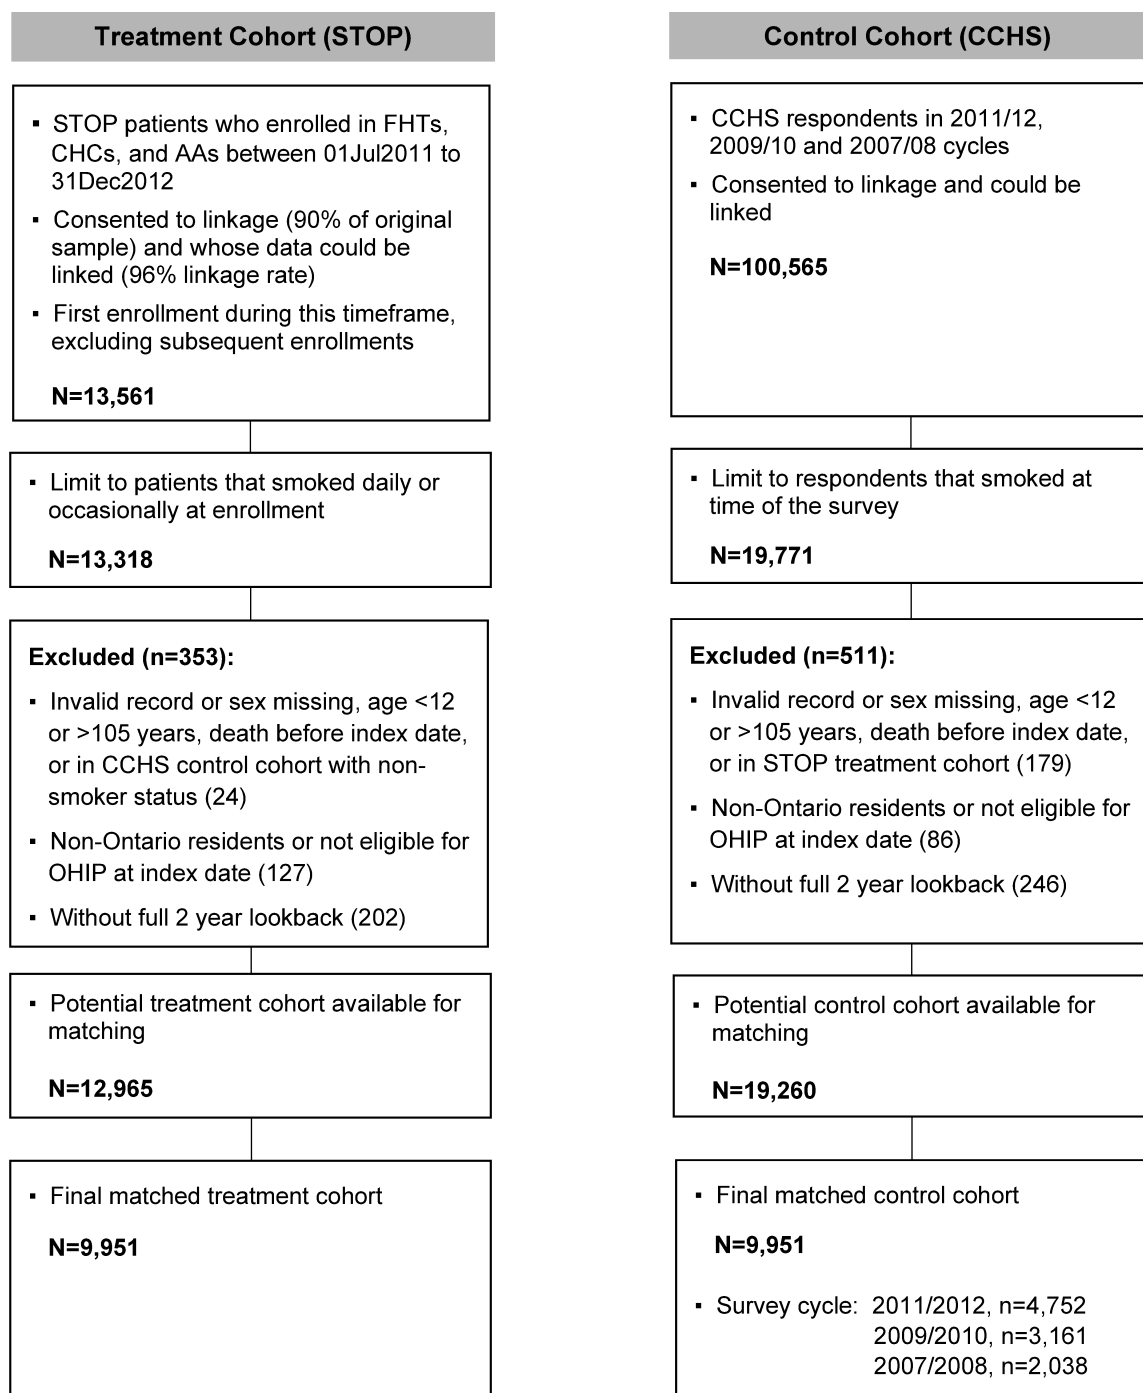 Treatment Cohort (STOP)
▪ STOP patients who enrolled in FHTs,
CHCs, and AAs between 01Jul2011 to
31Dec2012
▪ Consented to linkage (90% of original
sample) and whose data could be
linked (96% linkage rate)
▪ First enrollment during this timeframe,
excluding subsequent enrollments
N=13,561
▪ Limit to patients that smoked daily or
occasionally at enrollment
N=13,318
Excluded (n=353):
▪ Invalid record or sex missing, age <12
or >105 years, death before index date,
or in CCHS control cohort with non-
smoker status (24)
▪ Non-Ontario residents or not eligible for
OHIP at index date (127)
▪ Without full 2 year lookback (202)
▪ Potential treatment cohort available for
matching
N=12,965
▪ Final matched treatment cohort
N=9,951
Control Cohort (CCHS)
▪ CCHS respondents in 2011/12,
2009/10 and 2007/08 cycles
▪ Consented to linkage and could be
linked
N=100,565
▪ Limit to respondents that smoked at
time of the survey
N=19,771
Excluded (n=511):
▪ Invalid record or sex missing, age <12
or >105 years, death before index date,
or in STOP treatment cohort (179)
▪ Non-Ontario residents or not eligible for
OHIP at index date (86)
▪ Without full 2 year lookback (246)
▪ Potential control cohort available for
matching
N=19,260
▪ Final matched control cohort
N=9,951
▪ Survey cycle: 2011/2012, n=4,752
2009/2010, n=3,161
2007/2008, n=2,038